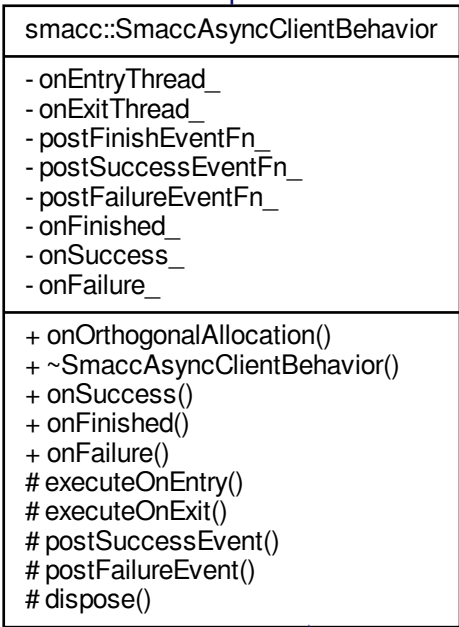 smacc::SmaccAsyncClientBehavior
- onEntryThread_
- onExitThread_
- postFinishEventFn_
- postSuccessEventFn_
- postFailureEventFn_
- onFinished_
- onSuccess_
- onFailure_
+ onOrthogonalAllocation()
+ ~SmaccAsyncClientBehavior()
+ onSuccess()
+ onFinished()
+ onFailure()
# executeOnEntry()
# executeOnExit()
# postSuccessEvent()
# postFailureEvent()
# dispose()